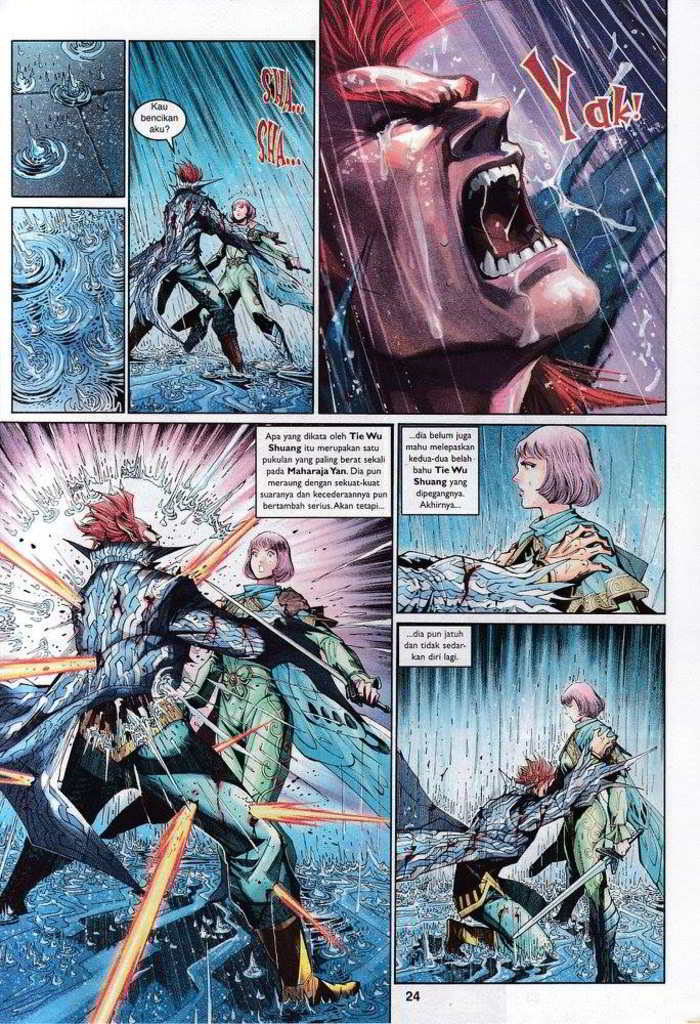 Kau
bencikan
aku?
SHA...
SHA...
Yak!
Apa yang dikata oleh Tie Wu
Shuang itu merupakan satu
pukulan yang paling berat sekali
pada Maharaja Yan. Dia pun
meraung dengan sekuat-kuat
suaranya dan kecederaannya pun
bertambah serius. Akan tetapi...
...dia belum juga
mahu melepaskan
kedua-dua belah-
bahu Tie Wu
Shuang yang
dipegangnya.
Akhirnya...
...dia pun jatuh
dan tidak sedar-
kan diri lagi.
24